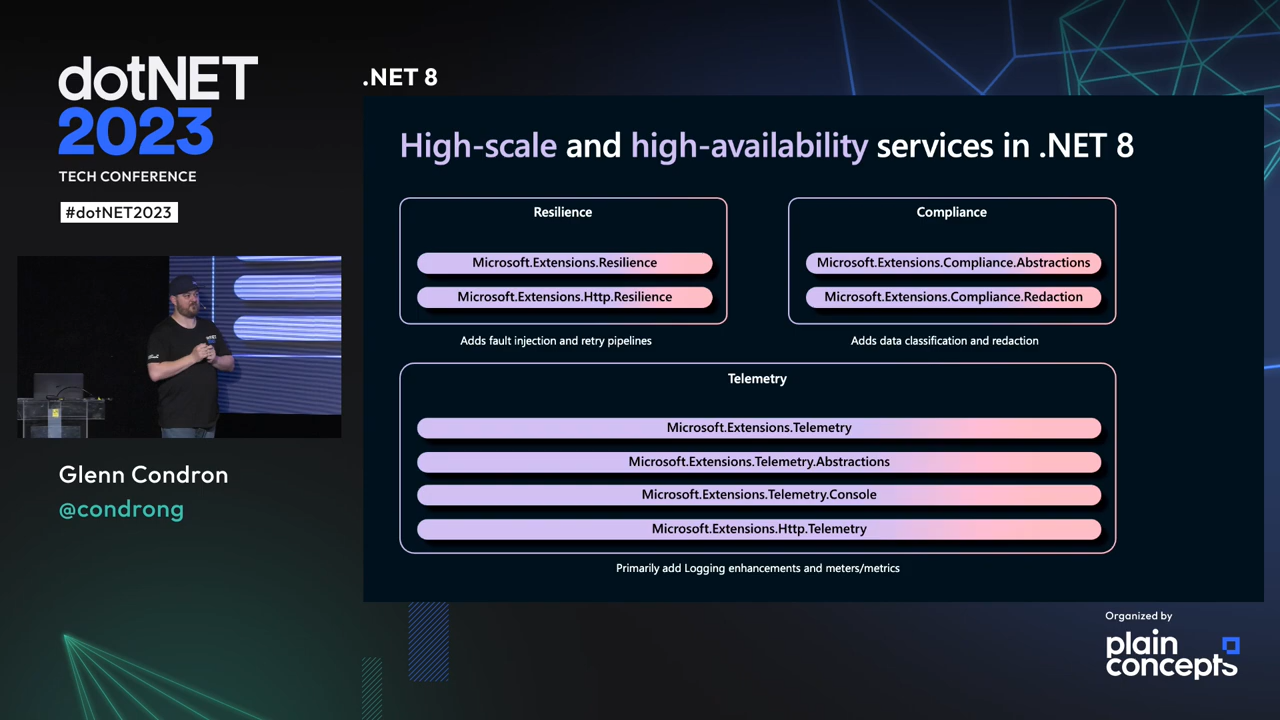 dotNET
2023
TECH CONFERENCE
#dotNET2023
Glenn Condron
@condrong
.NET 8
High-scale and high-availability services in .NET 8
Resilience
Microsoft.Extensions.Resilience
Microsoft.Extensions.Http.Resilience
Adds fault injection and retry pipelines
Compliance
Microsoft.Extensions.Compliance.Abstractions
Microsoft.Extensions.Compliance.Redaction
Adds data classification and redaction
Telemetry
Microsoft.Extensions.Telemetry
Microsoft.Extensions.Telemetry.Abstractions
Microsoft.Extensions.Telemetry.Console
Microsoft.Extensions.Http.Telemetry
Primarily add Logging enhancements and meters/metrics
Organized by
plain
concepts